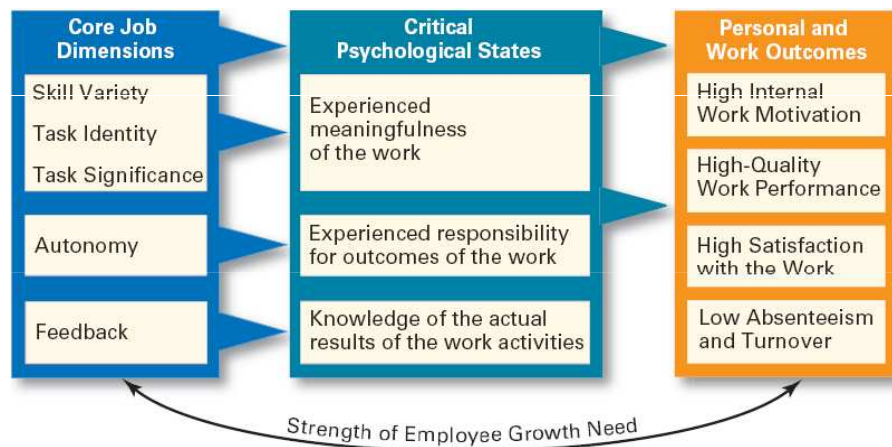 Core Job
Dimensions
Skill Variety
Task Identity
Task Significance
Autonomy
Feedback
Critical
Psychological States
Experienced
meaningfulness
of the work
Experienced responsibility
for outcomes of the work
Knowledge of the actual
results of the work activities
Personal and
Work Outcomes
High Internal
Work Motivation
High-Quality
Work Performance
High Satisfaction
with the Work
Low Absenteeism
and Turnover
Strength of Employee Growth Need